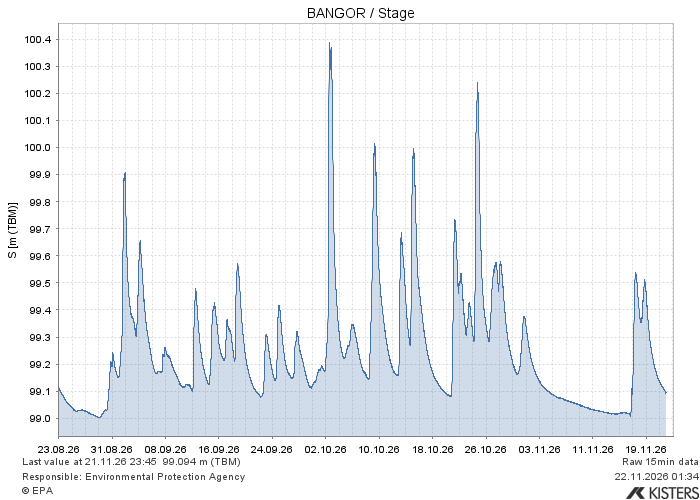 BANGOR / Stage
S [m (TBM)]
100.4
100.3
100.2
100.1
100.0
99.9
99.8
99.7
99.6
99.5
99.4
99.3
99.2
99.1
99.0
23.08.26 31.08.26 08.09.26 16.09.26 24.09.26 02.10.26 10.10.26 18.10.26 26.10.26 03.11.26 11.11.26 19.11.26
Last value at 21.11.26 23:45 99.094 m (TBM) Raw 15min data
Responsible: Environmental Protection Agency 22.11.2026 01:34
© EPA
KISTERS